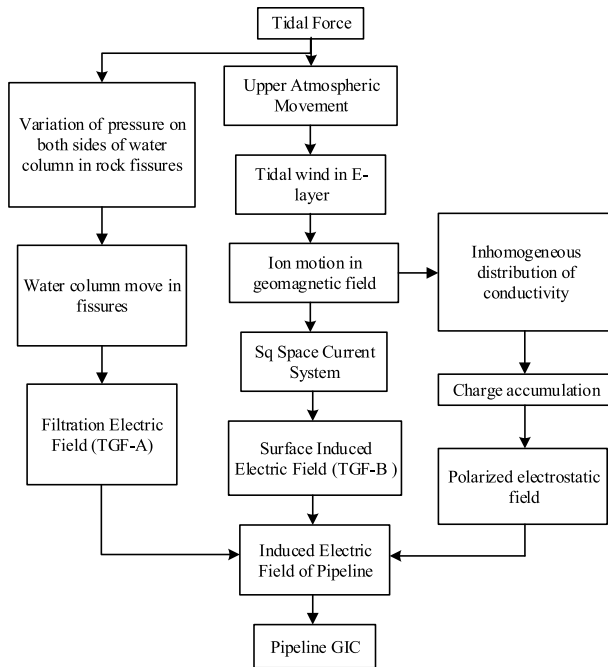 Tidal Force
Upper Atmospheric
Movement
Variation of pressure on
both sides of water
column in rock fissures
Tidal wind in E-
layer
Ion motion in
geomagnetic field
Inhomogeneous
distribution of
conductivity
Water column move in
fissures
Sq Space Current
System
Charge accumulation
Filtration Electric
Field (TGF-A)
Surface Induced
Electric Field (TGF-B )
Polarized electrostatic
field
Induced Electric
Field of Pipeline
Pipeline GIC